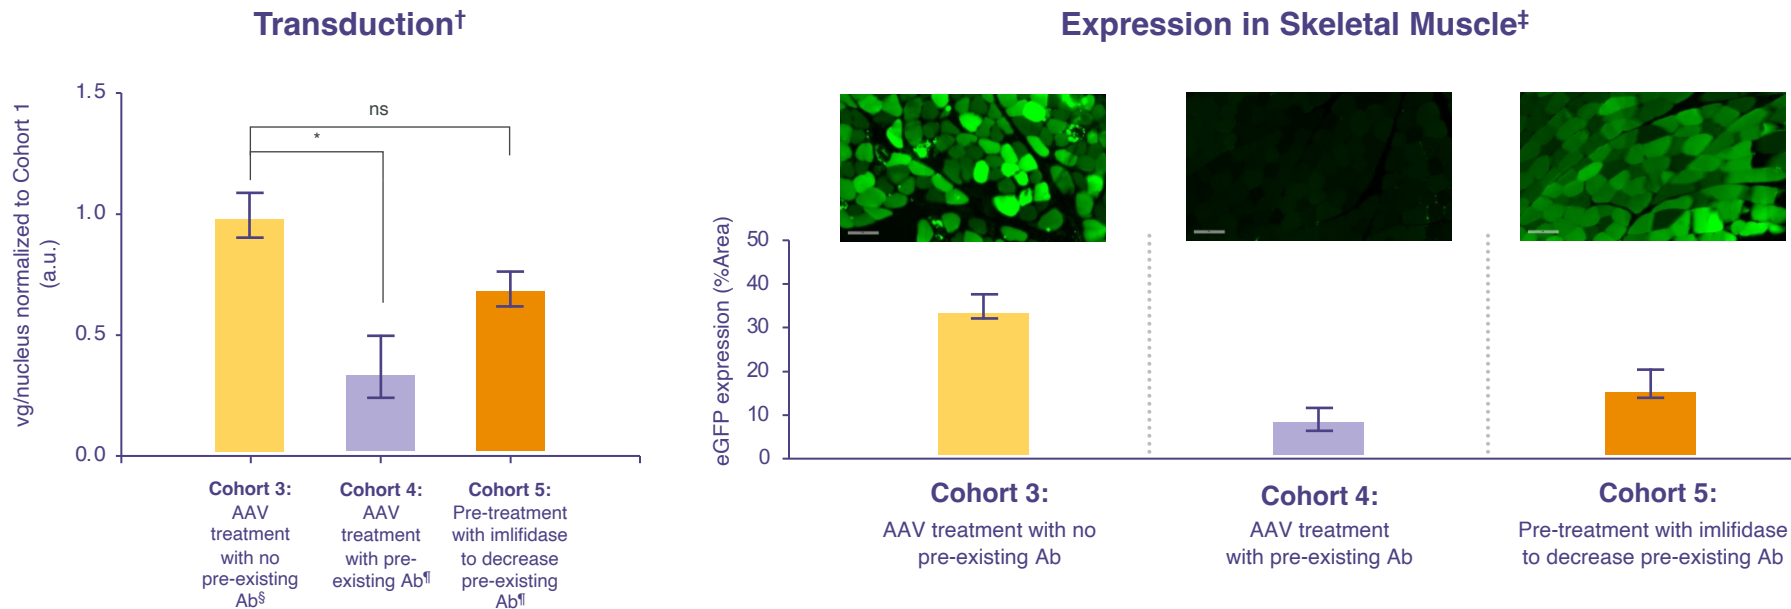 Transduction†
vg/nucleus normalized to Cohort 1
(a.u.)
1.5
1.0
0.5
0.0
ns
*
Cohort 3:
AAV
treatment
with no
pre-existing
Ab§
Cohort 4:
AAV
treatment
with pre-
existing Ab¶
Cohort 5:
Pre-treatment
with imlifidase
to decrease
pre-existing
Ab¶
Expression in Skeletal Muscle‡
eGFP expression (%Area)
50
40
30
20
10
0
Cohort 3:
AAV treatment with no
pre-existing Ab
Cohort 4:
AAV treatment
with pre-existing Ab
Cohort 5:
Pre-treatment with imlifidase
to decrease pre-existing Ab